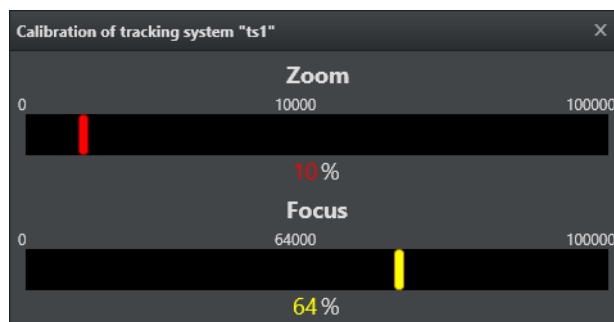 Calibration of tracking system "ts1"
Zoom
0 10000 100000
10 %
Focus
0 64000 100000
64 %